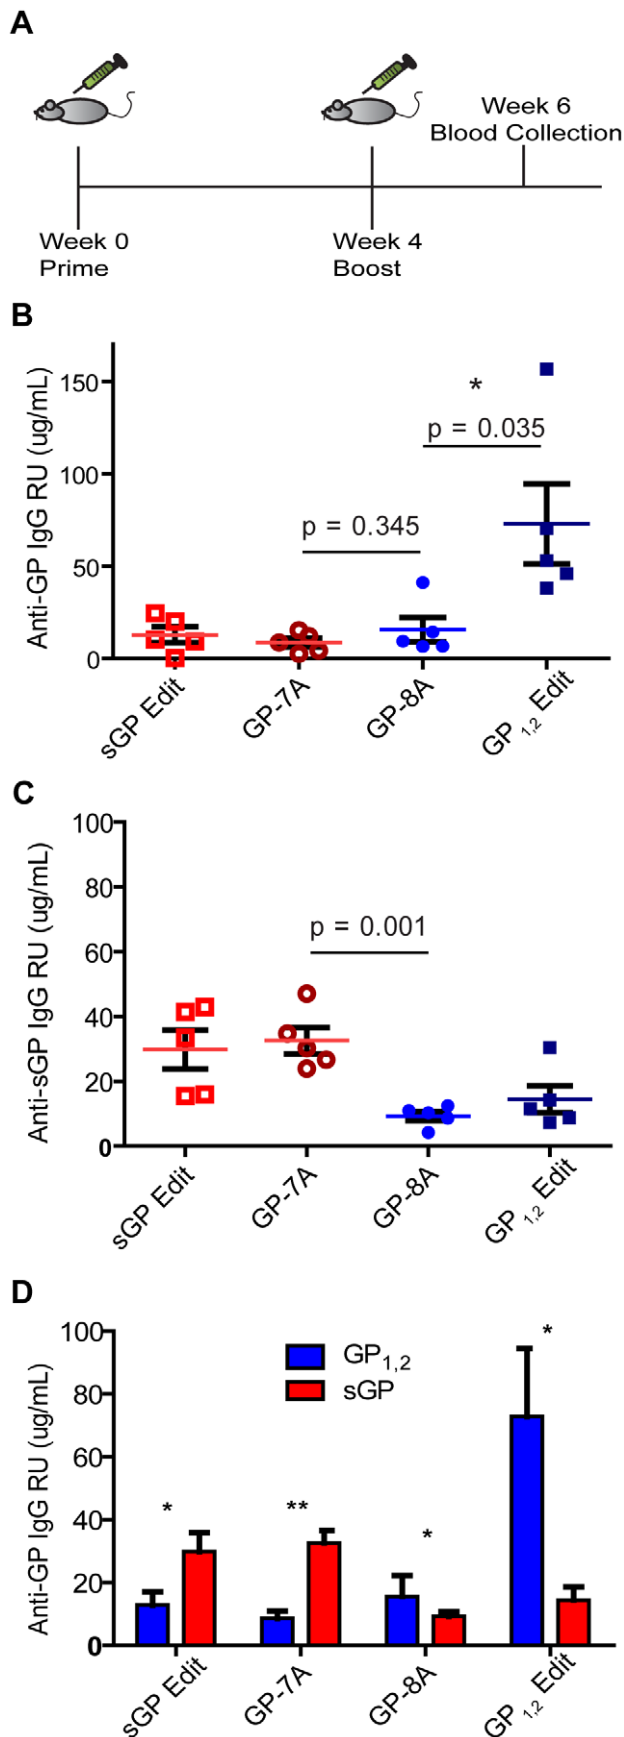 A
Week 6
Blood Collection
Week 0
Prime
Week 4
Boost
B
Anti-GP IgG RU (ug/mL)
150
100
50
0
*
p = 0.035
p = 0.345
sGP Edit
GP-7A
GP-8A
GP 1,2 Edit
C
Anti-sGP IgG RU (ug/mL)
100
80
60
40
20
0
p = 0.001
sGP Edit
GP-7A
GP-8A
GP 1,2 Edit
D
Anti-GP IgG RU (ug/mL)
100
80
60
40
20
0
GP1,2
sGP
*
**
*
*
sGP Edit
GP-7A
GP-8A
GP 1,2 Edit